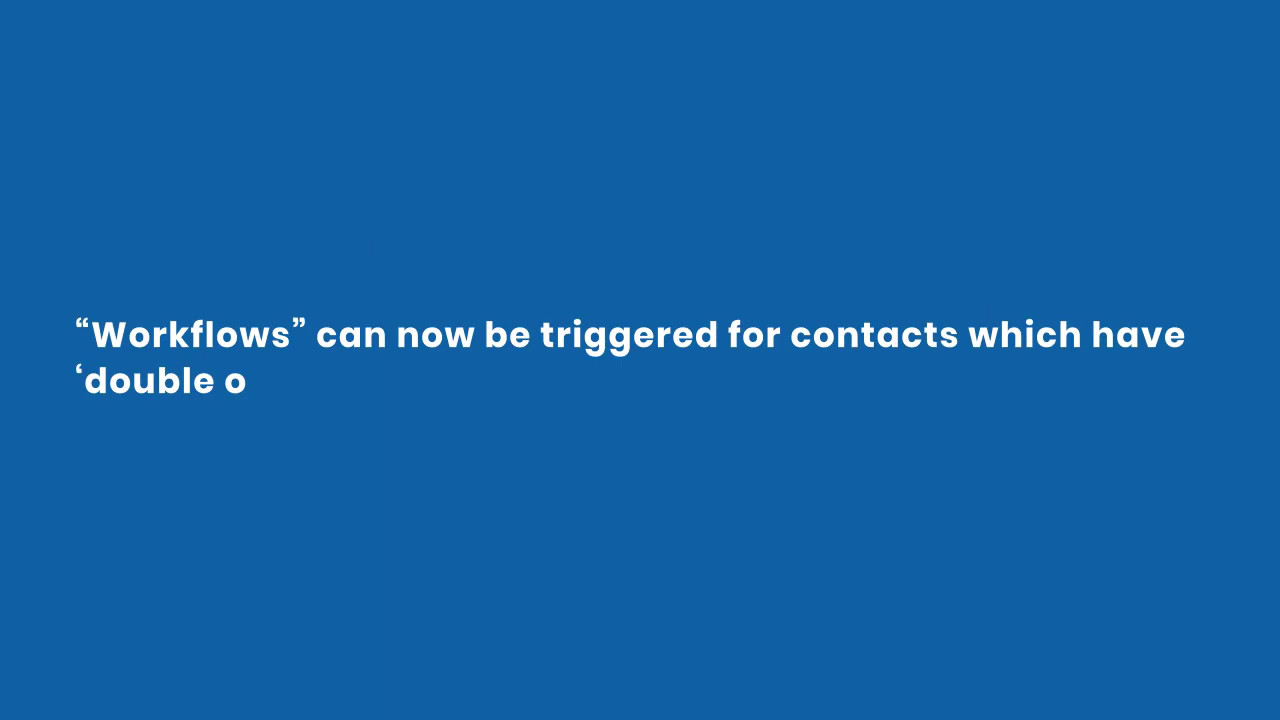 “Workflows” can now be triggered for contacts which have
‘double o